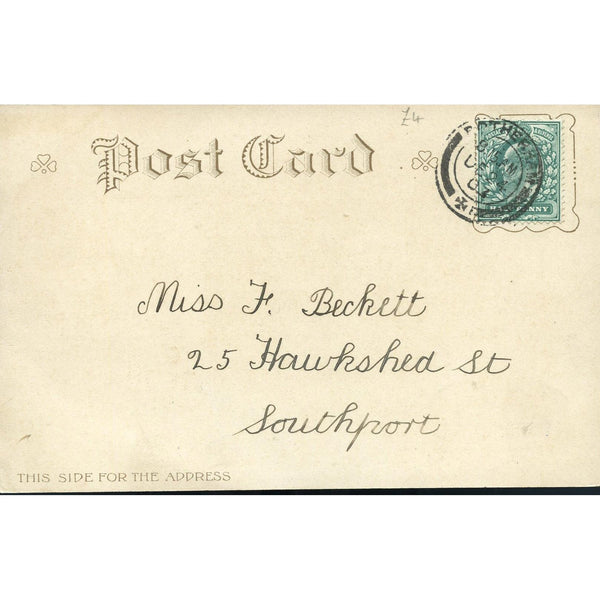 £4
Post Card
HALFPENNY
Miss F. Beckett
25 Hawkshed St
Southport
THIS SIDE FOR THE ADDRESS